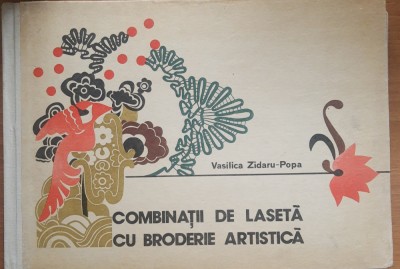 Vasilica Zidaru-Popa
COMBINAȚII DE LASETĂ
CU BRODERIE ARTISTICĂ